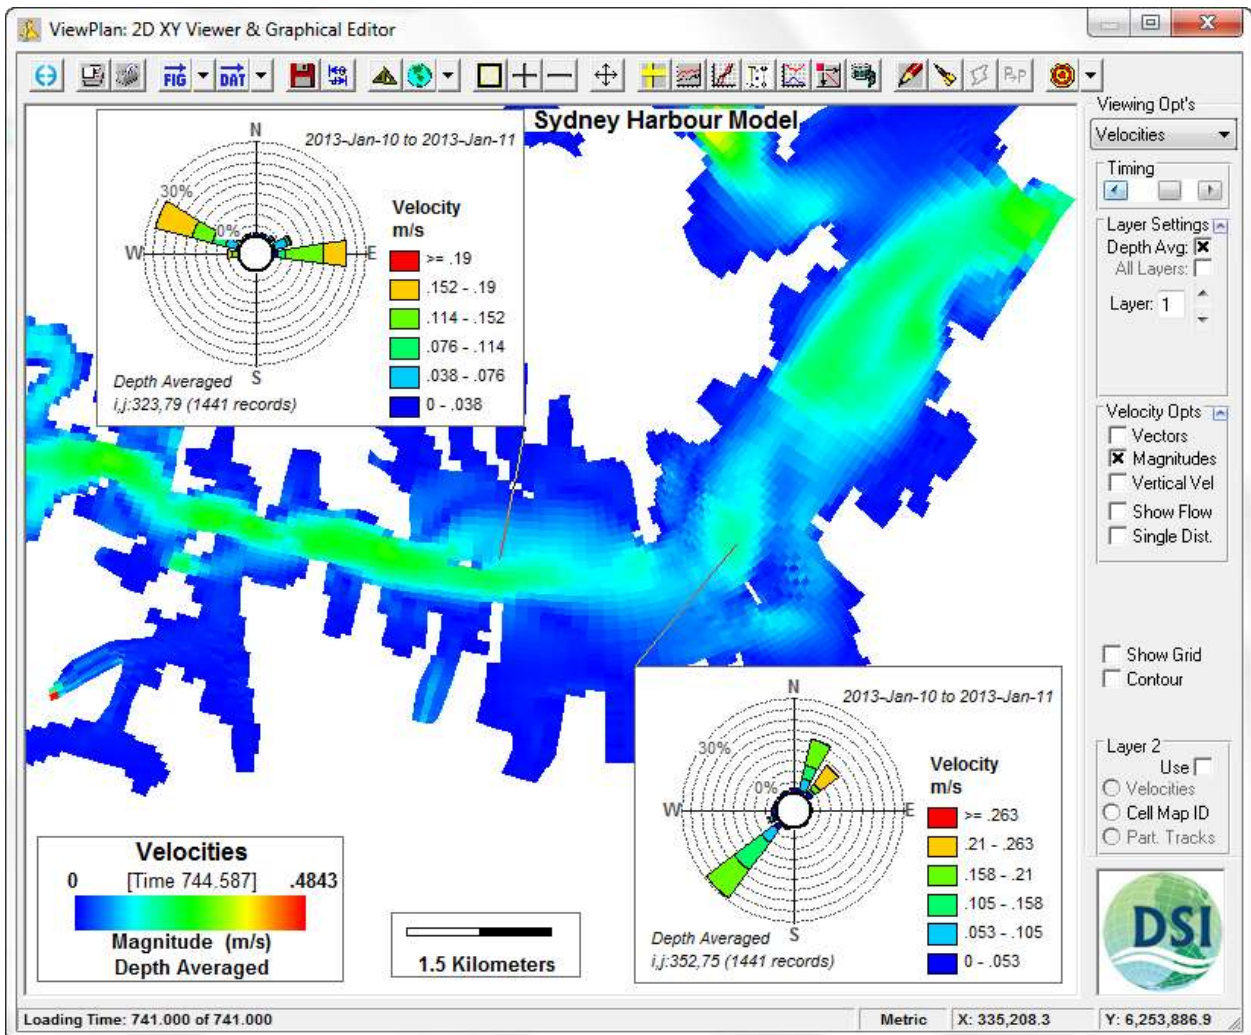 ViewPlan: 2D XY Viewer & Graphical Editor
FIG
DAT
Viewing Opt's
Velocities
Timing
Layer Settings
Depth Avg:
All Layers:
Layer: 1
Velocity Opts
Vectors
Magnitudes
Vertical Vel
Show Flow
Single Dist.
Show Grid
Contour
Layer 2
Use
Velocities
Cell Map ID
Part. Tracks
DSI
Sydney Harbour Model
2013-Jan-10 to 2013-Jan-11
N
30%
0%
W
E
S
Velocity
m/s
>= .19
.152 - .19
.114 - .152
.076 - .114
.038 - .076
0 - .038
Depth Averaged
i,j:323,79 (1441 records)
2013-Jan-10 to 2013-Jan-11
N
30%
0%
W
E
S
Velocity
m/s
>= .263
.21 - .263
.158 - .21
.105 - .158
.053 - .105
0 - .053
Depth Averaged
i,j:352,75 (1441 records)
Velocities
0 [Time 744.587] .4843
Magnitude (m/s)
Depth Averaged
1.5 Kilometers
Loading Time: 741.000 of 741.000
Metric
X: 335,208.3
Y: 6,253,886.9